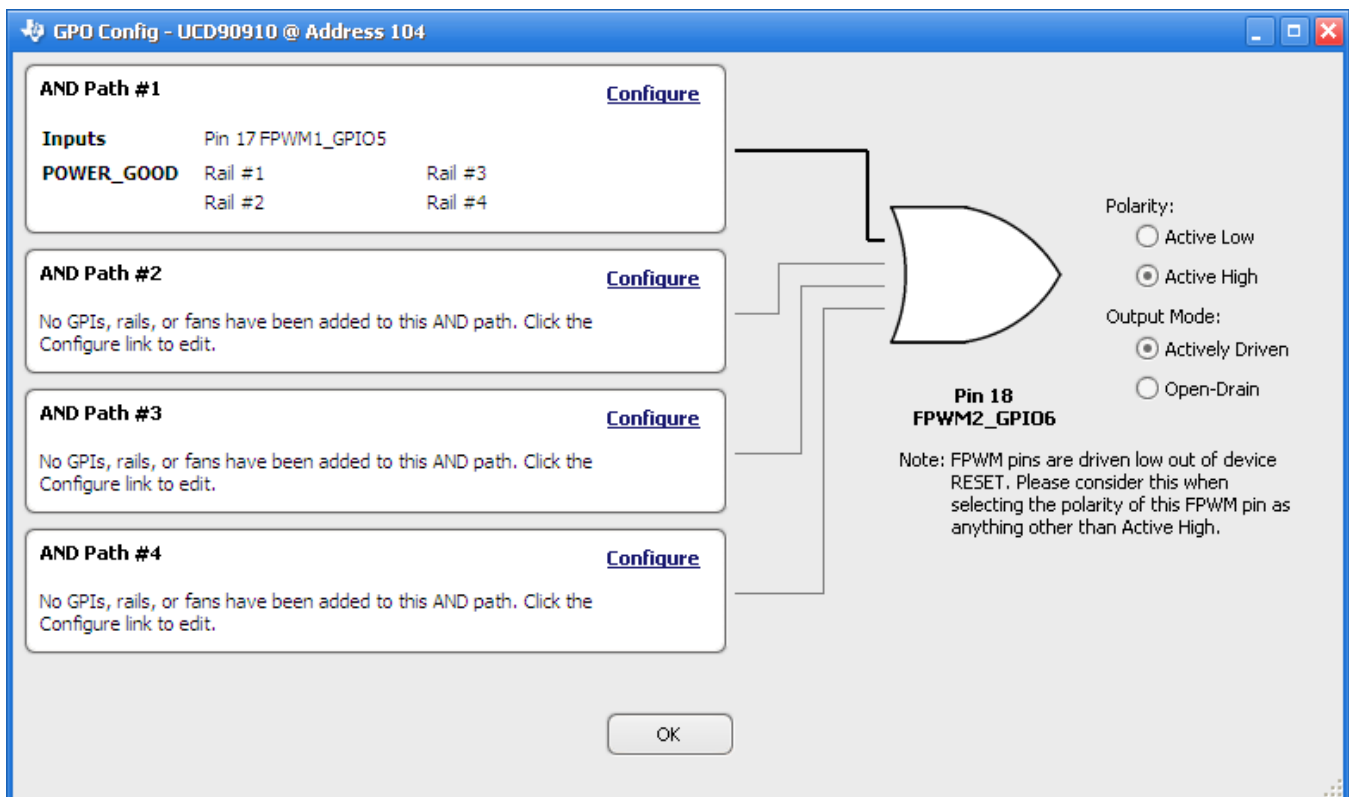 GPO Config - UCD90910 @ Address 104
AND Path #1
Configure
Inputs Pin 17 FPWM1_GPIO5
POWER_GOOD Rail #1 Rail #3
Rail #2 Rail #4
AND Path #2
Configure
No GPIs, rails, or fans have been added to this AND path. Click the
Configure link to edit.
AND Path #3
Configure
No GPIs, rails, or fans have been added to this AND path. Click the
Configure link to edit.
AND Path #4
Configure
No GPIs, rails, or fans have been added to this AND path. Click the
Configure link to edit.
Polarity:
Active Low
Active High
Output Mode:
Actively Driven
Open-Drain
Pin 18
FPWM2_GPIO6
Note: FPWM pins are driven low out of device
RESET. Please consider this when
selecting the polarity of this FPWM pin as
anything other than Active High.
OK